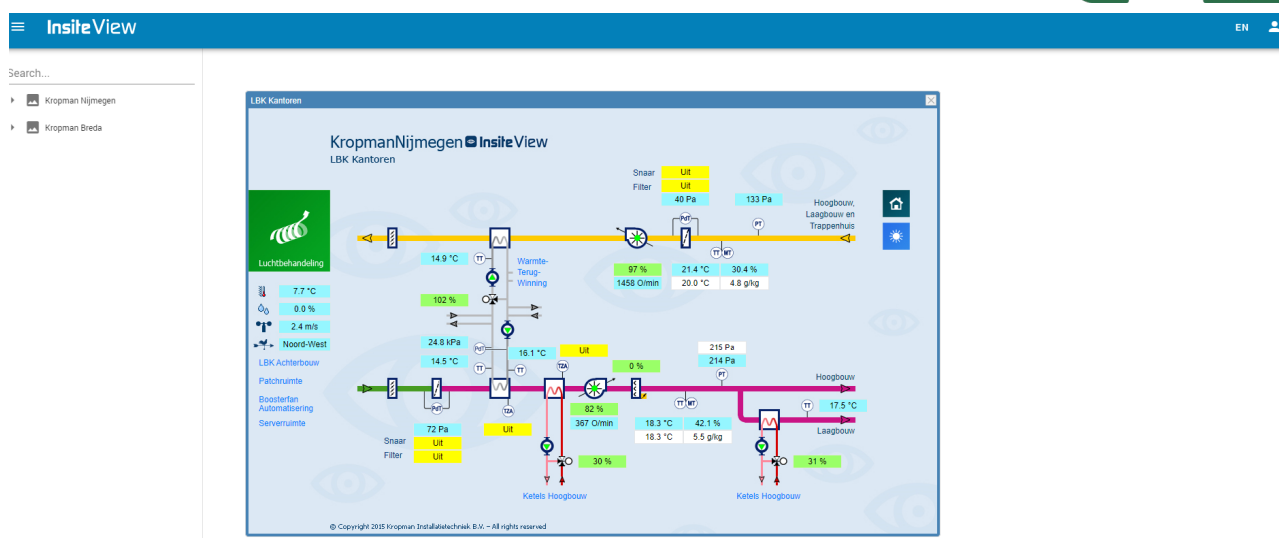 InsiteView
EN
Search...
Kropman Nijmegen
Kropman Breda
LBK Kantoren
KropmanNijmegen InsiteView
LBK Kantoren
Snaar Uit
Filter Uit
40 Pa
133 Pa
Hoogbouw,
Laagbouw en
Trappenhuis
PdT
PT
TT MT
Luchtbehandeling
14.9 °C
TT
Warmte-
Terug-
Winning
97 %
1458 O/min
21.4 °C 30.4 %
20.0 °C 4.8 g/kg
102 %
7.7 °C
0.0 %
2.4 m/s
Noord-West
LBK Achterbouw
Patchruimte
Boosterfan
Automatisering
Serverruimte
24.8 kPa
PdT
16.1 °C
Uit
14.5 °C
TT
TT
TZA
0 %
215 Pa
214 Pa
PT
Hoogbouw
PdT
TZA
TT MT
TT
17.5 °C
72 Pa
Uit
82 %
367 O/min
18.3 °C 42.1 %
18.3 °C 5.5 g/kg
Laagbouw
Snaar Uit
Filter Uit
30 %
31 %
Ketels Hoogbouw
Ketels Hoogbouw
© Copyright 2015 Kropman Installatietechniek B.V. – All rights reserved